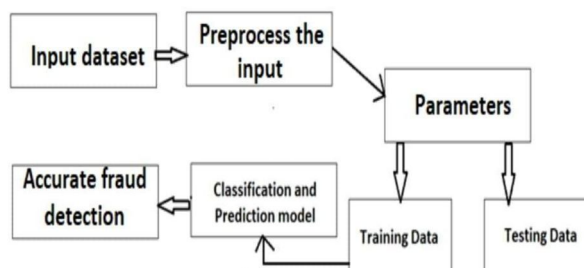 Input dataset
Preprocess the
input
Parameters
Accurate fraud
detection
Classification and
Prediction model
Training Data
Testing Data